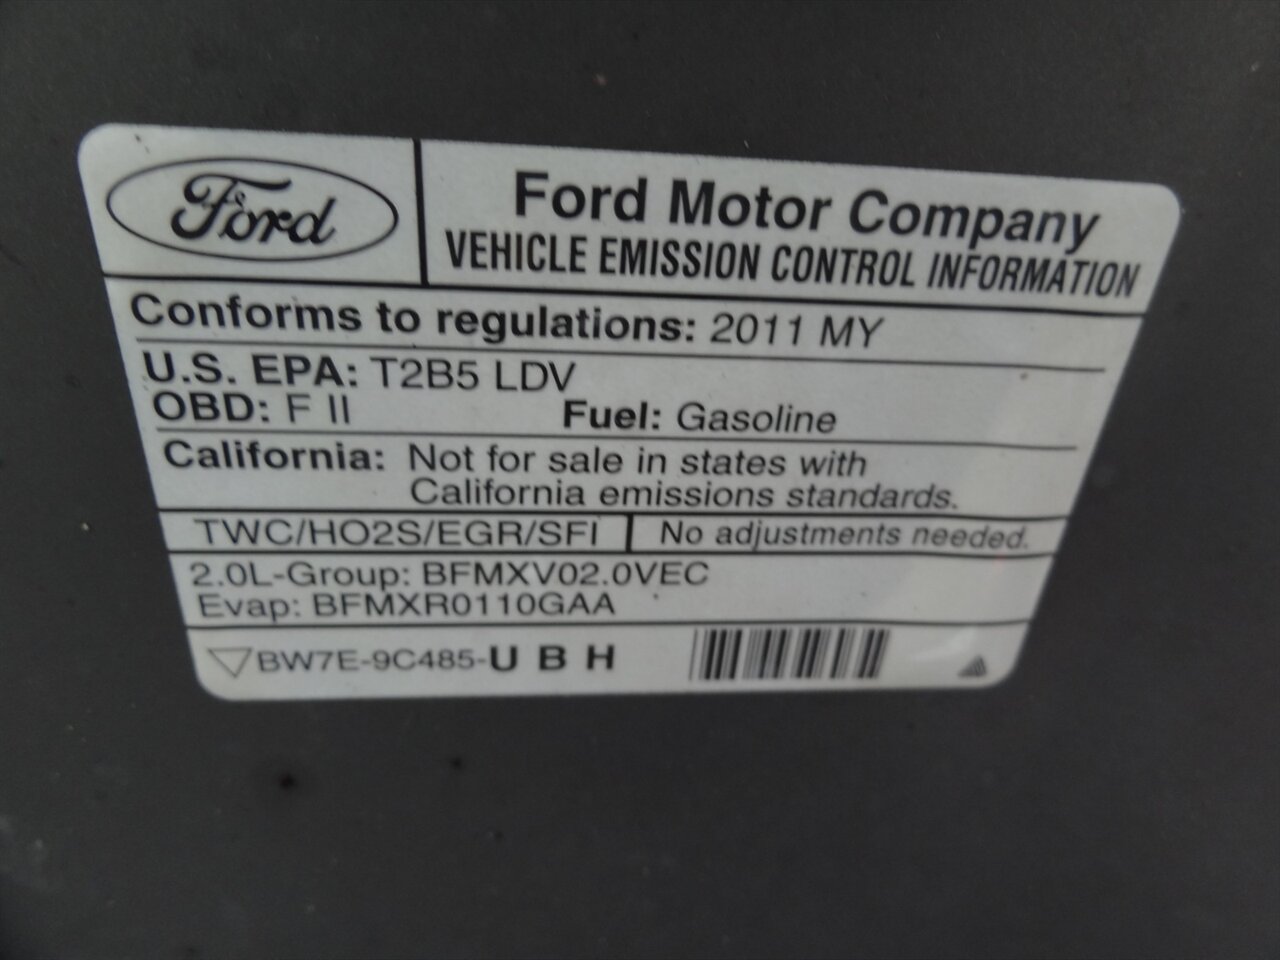 Ford
Ford Motor Company
VEHICLE EMISSION CONTROL INFORMATION
Conforms to regulations: 2011 MY
U.S. EPA: T2B5 LDV
OBD: F II Fuel: Gasoline
California: Not for sale in states with
California emissions standards.
TWC/HO2S/EGR/SFI No adjustments needed.
2.0L-Group: BFMXV02.0VEC
Evap: BFMXR0110GAA
BW7E-9C485-U B H